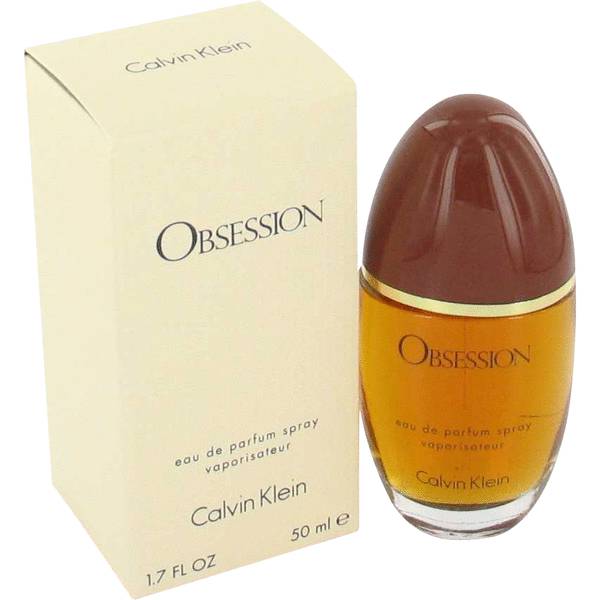 Calvin Klein
OBSESSION
eau de parfum spray
vaporisateur
Calvin Klein
1.7 FL OZ 50 ml ℮
OBSESSION
eau de parfum spray
vaporisateur
Calvin Klein